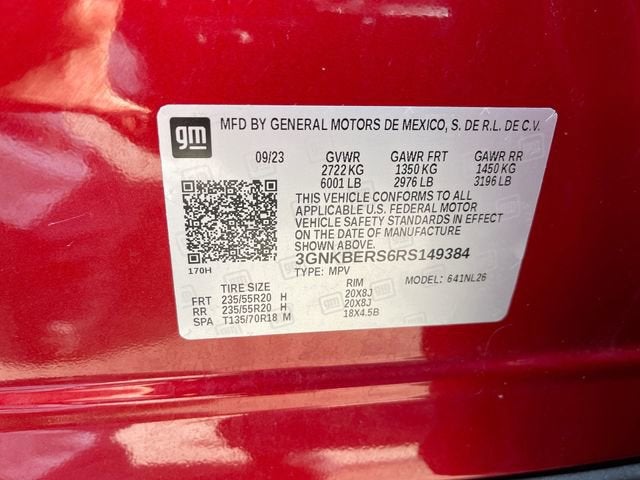 gm MFD BY GENERAL MOTORS DE MEXICO, S. DE R.L. DE C.V.
09/23 GVWR GAWR FRT GAWR RR
2722 KG 1350 KG 1450 KG
6001 LB 2976 LB 3196 LB
THIS VEHICLE CONFORMS TO ALL
APPLICABLE U.S. FEDERAL MOTOR
VEHICLE SAFETY STANDARDS IN EFFECT
ON THE DATE OF MANUFACTURE
SHOWN ABOVE.
3GNKBERS6RS149384
170H TYPE: MPV MODEL: 641NL26
TIRE SIZE RIM
FRT 235/55R20 H 20X8J
RR 235/55R20 H 20X8J
SPA T135/70R18 M 18X4.5B